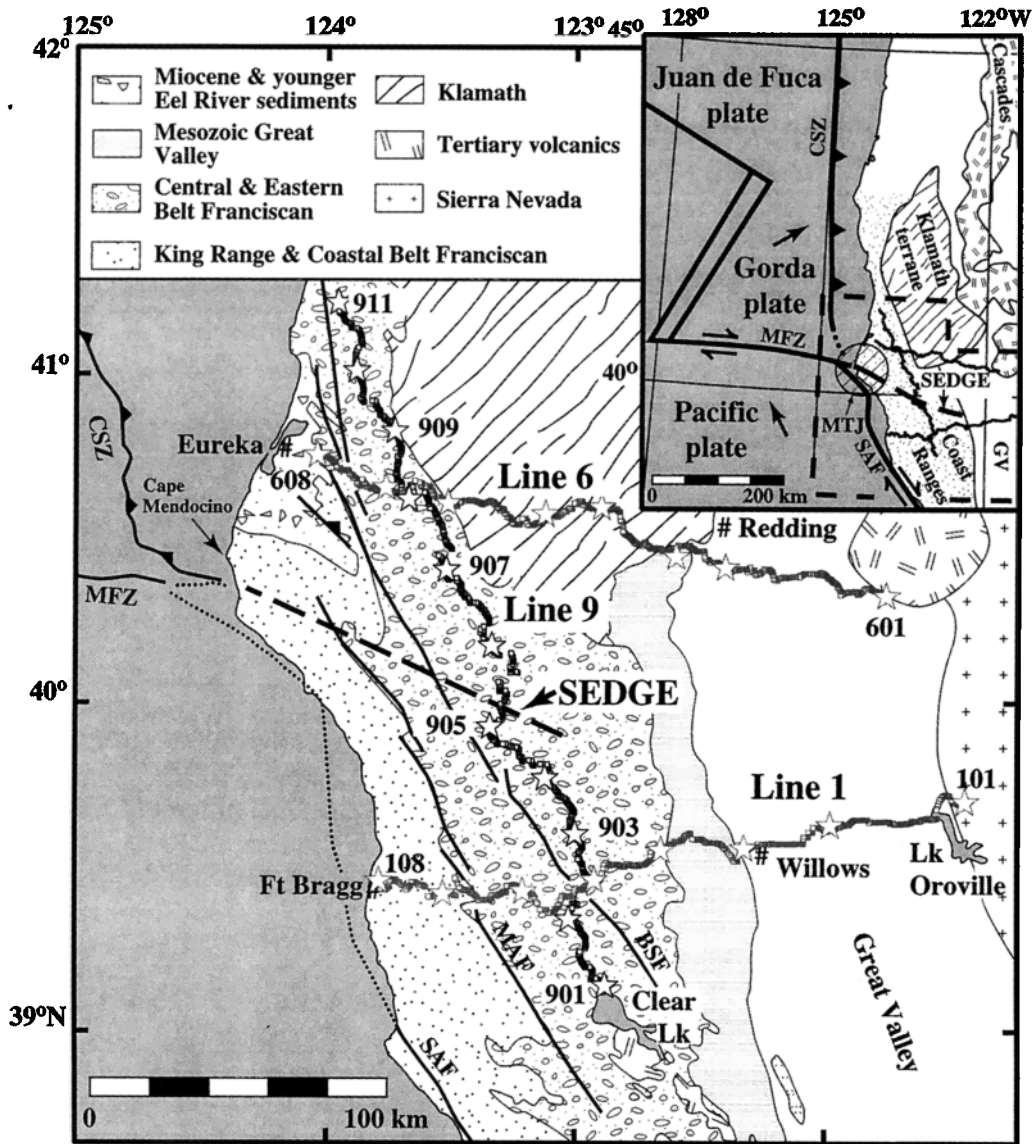 125°
124°
123°
45°
128°
125°
122°W
42°
41°
40°
39°N
Miocene & younger
Eel River sediments
Mesozoic Great
Valley
Central & Eastern
Belt Franciscan
King Range & Coastal Belt Franciscan
Klamath
Tertiary volcanics
Sierra Nevada
Juan de Fuca
plate
CSZ
Cascades
Klamath
terrane
Gorda
plate
MFZ
40°
SEDGE
Pacific
plate
MTJ
SAF
Coast
Ranges
GV
0
200 km
911
909
CSZ
Eureka #
608
Line 6
Cape
Mendocino
# Redding
907
MFZ
Line 9
601
SEDGE
905
Line 1
101
903
108
#
Willows
Lk
Oroville
Ft Bragg #
MAF
BSF
901
Clear
Lk
Great Valley
SAF
0
100 km